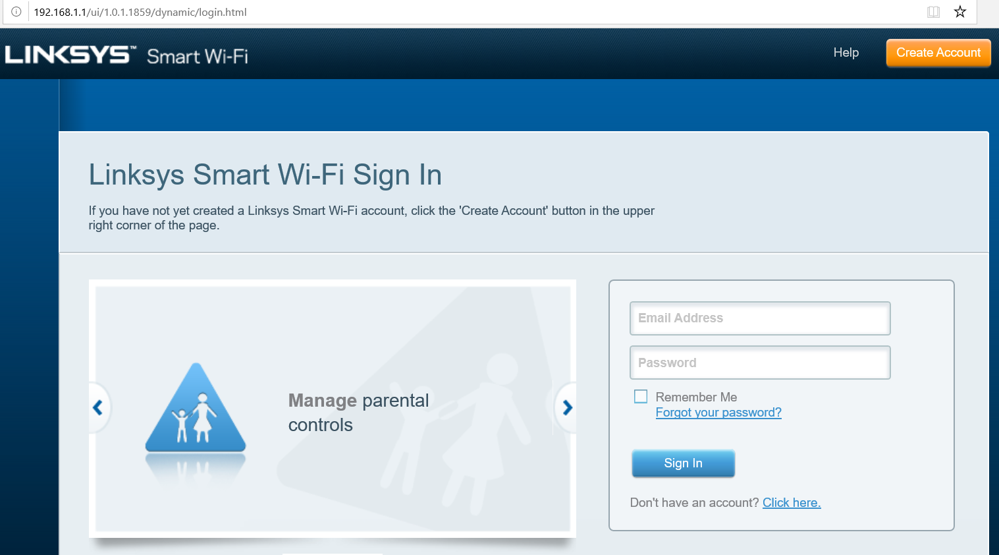 192.168.1.1/ui/1.0.1.1859/dynamic/login.html
LINKSYS™ Smart Wi-Fi
Help
Create Account
Linksys Smart Wi-Fi Sign In
If you have not yet created a Linksys Smart Wi-Fi account, click the 'Create Account' button in the upper
right corner of the page.
Manage parental
controls
Email Address
Password
Remember Me
Forgot your password?
Sign In
Don't have an account? Click here.